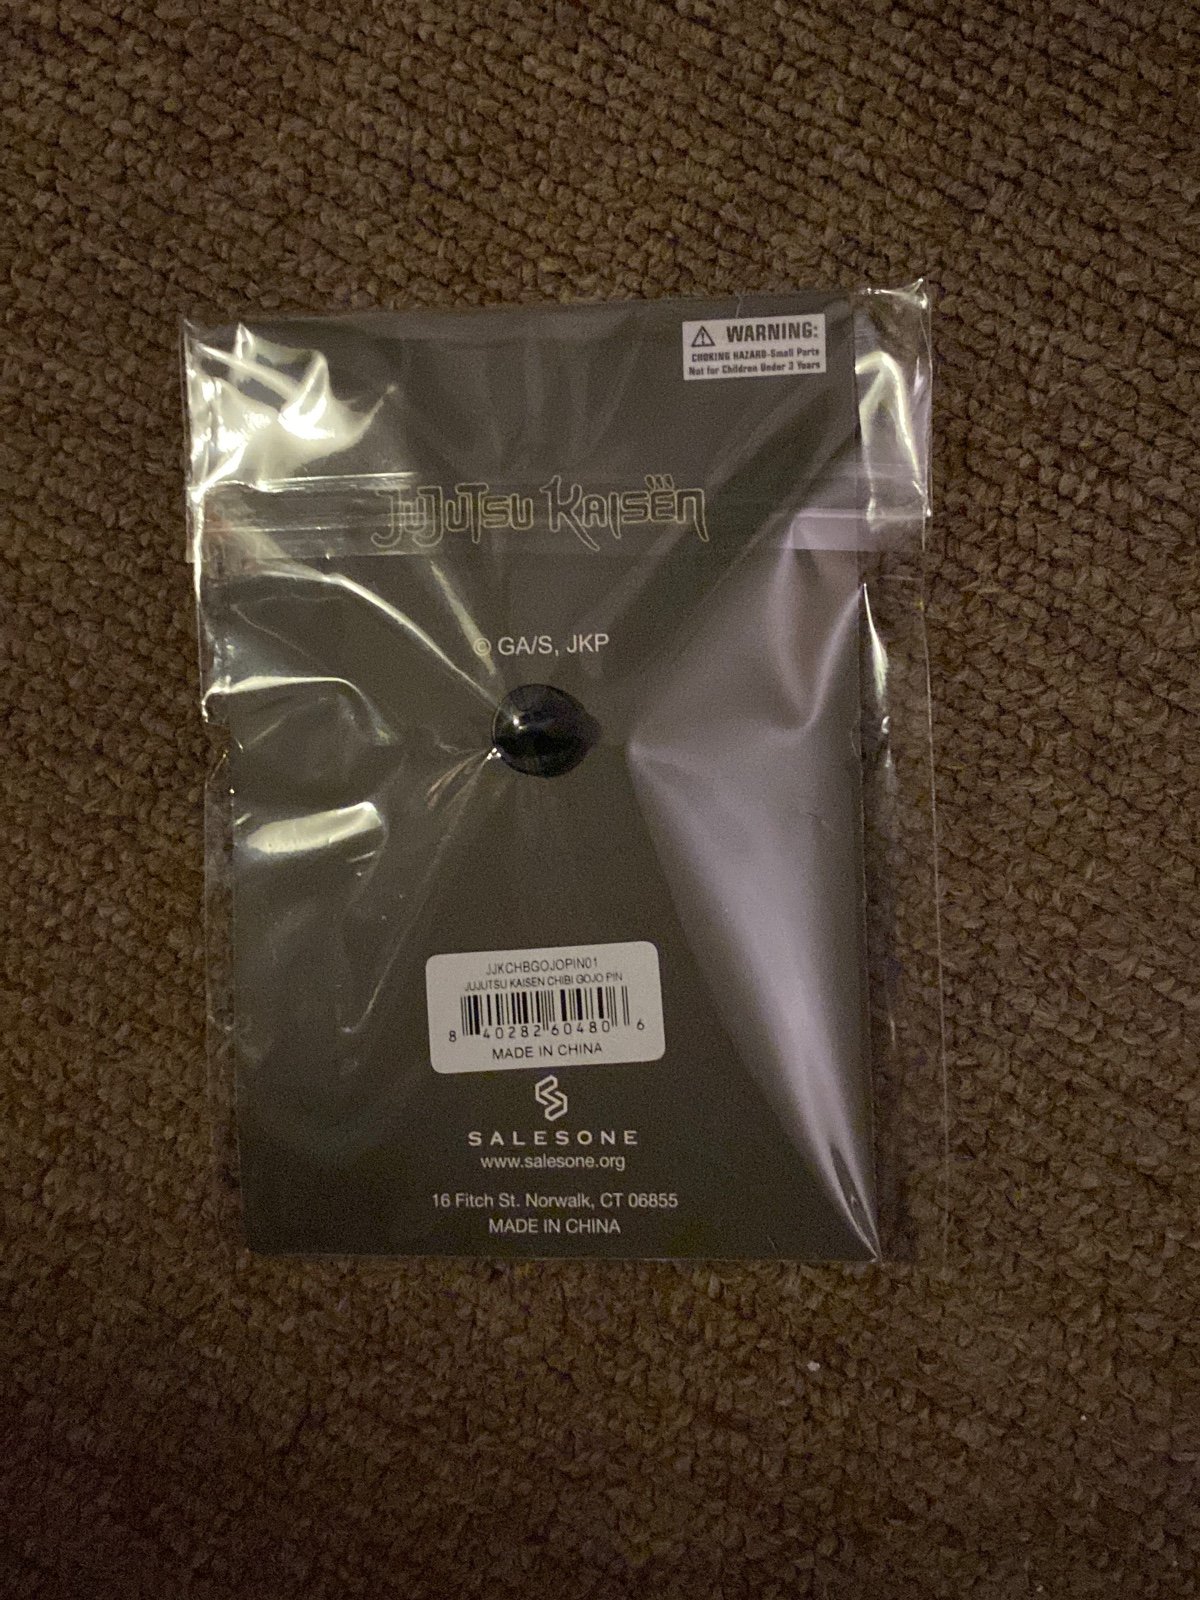 WARNING:
CHOKING HAZARD-Small Parts
Not for Children Under 3 Years
JUJUTSU KAISEN
© GA/S, JKP
JJKCHBGOJOPIN01
JUJUTSU KAISEN CHIBI GOJO PIN
8 40282 60480 6
MADE IN CHINA
SALESONE
www.salesone.org
16 Fitch St. Norwalk, CT 06855
MADE IN CHINA